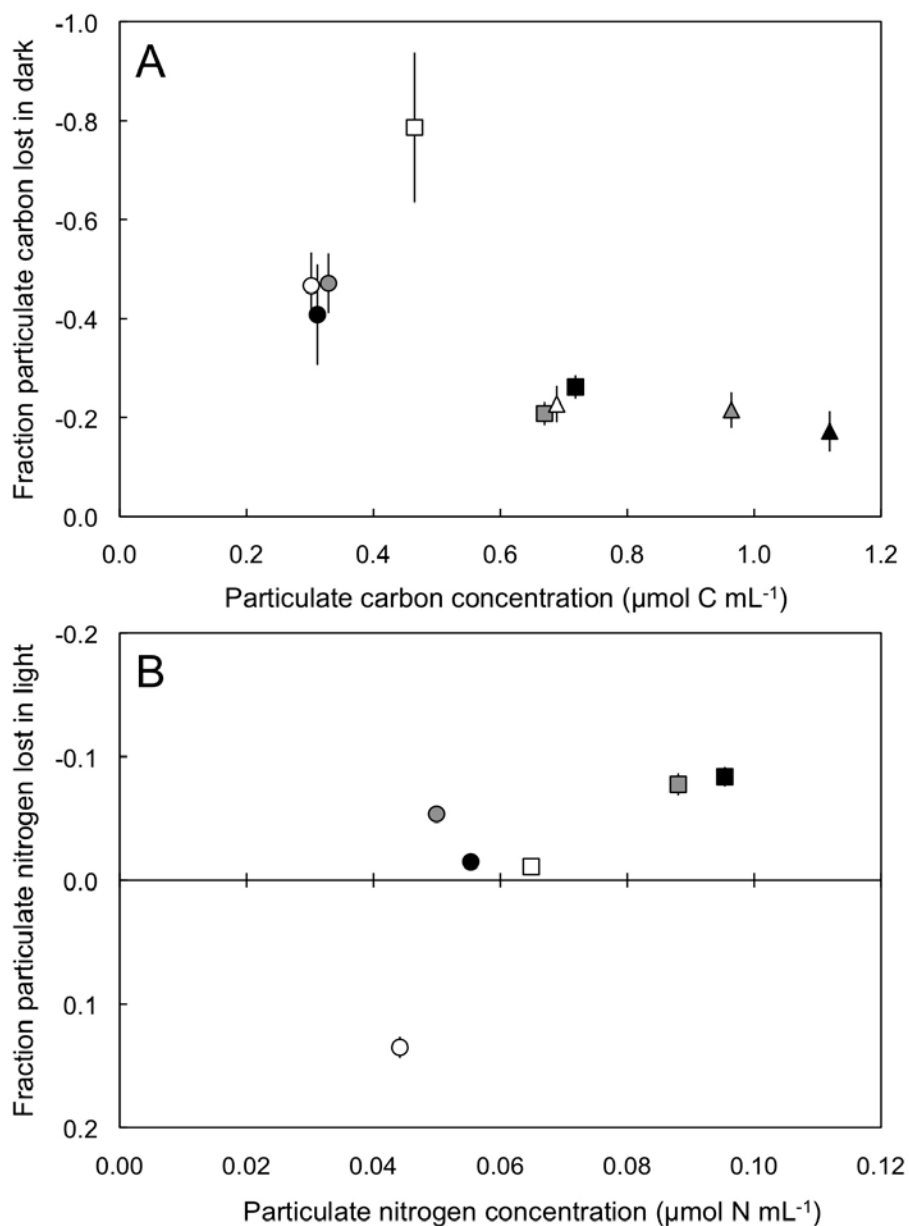 A
Fraction particulate carbon lost in dark
-1.0
-0.8
-0.6
-0.4
-0.2
0.0
0.0 0.2 0.4 0.6 0.8 1.0 1.2
Particulate carbon concentration (µmol C mL⁻¹)
B
Fraction particulate nitrogen lost in light
-0.2
-0.1
0.0
0.1
0.2
0.00 0.02 0.04 0.06 0.08 0.10 0.12
Particulate nitrogen concentration (µmol N mL⁻¹)